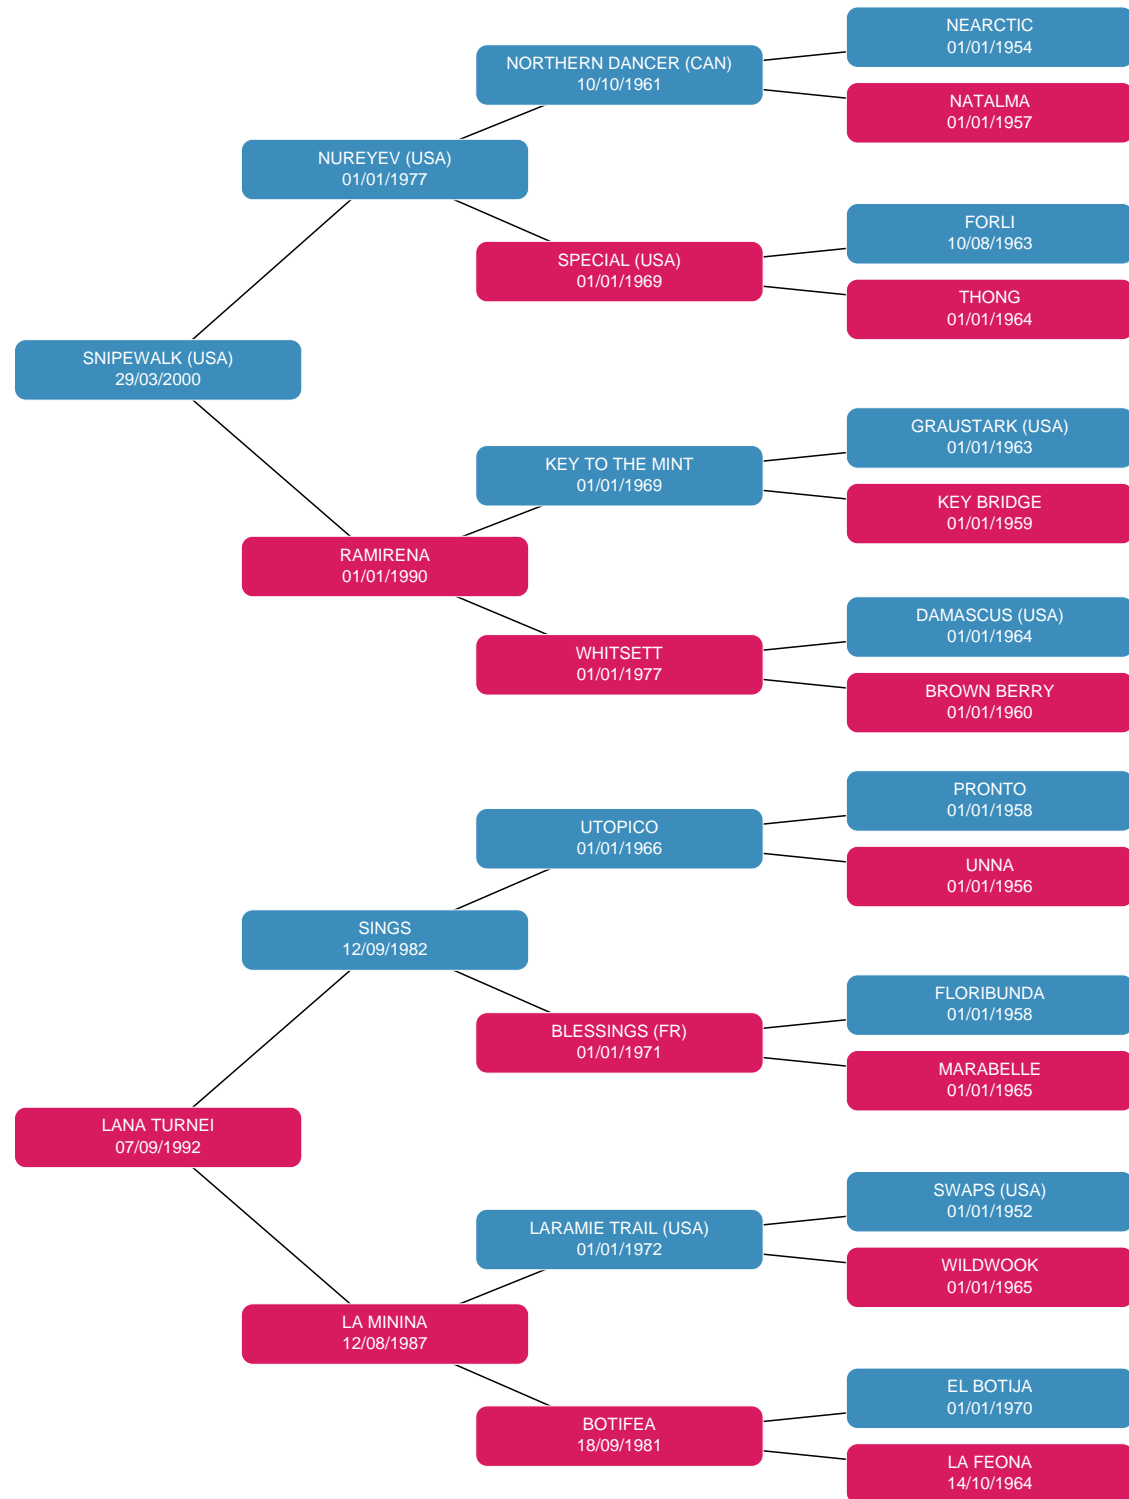 NEARCTIC
01/01/1954
NORTHERN DANCER (CAN)
10/10/1961
NATALMA
01/01/1957
NUREYEV (USA)
01/01/1977
FORLI
10/08/1963
SPECIAL (USA)
01/01/1969
THONG
01/01/1964
SNIPEWALK (USA)
29/03/2000
GRAUSTARK (USA)
01/01/1963
KEY TO THE MINT
01/01/1969
KEY BRIDGE
01/01/1959
RAMIRENA
01/01/1990
DAMASCUS (USA)
01/01/1964
WHITSETT
01/01/1977
BROWN BERRY
01/01/1960
PRONTO
01/01/1958
UTOPICO
01/01/1966
UNNA
01/01/1956
SINGS
12/09/1982
FLORIBUNDA
01/01/1958
BLESSINGS (FR)
01/01/1971
MARABELLE
01/01/1965
LANA TURNEI
07/09/1992
SWAPS (USA)
01/01/1952
LARAMIE TRAIL (USA)
01/01/1972
WILDWOOK
01/01/1965
LA MININA
12/08/1987
EL BOTIJA
01/01/1970
BOTIFEA
18/09/1981
LA FEONA
14/10/1964